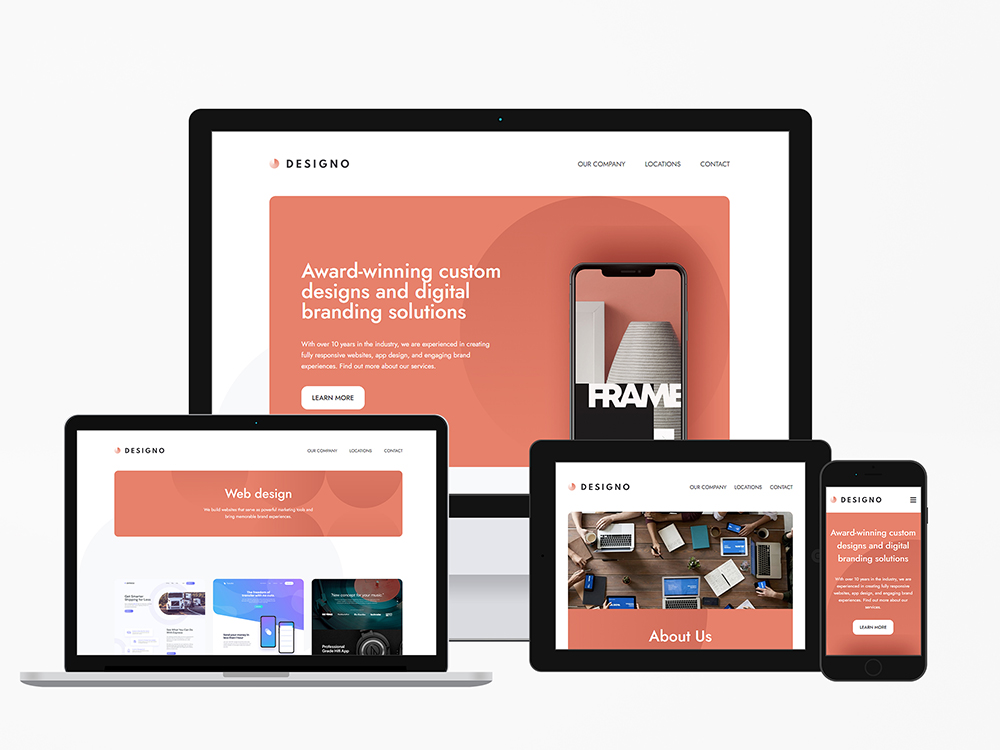 DESIGNO
OUR COMPANY LOCATIONS CONTACT
Award-winning custom
designs and digital
branding solutions
With over 10 years in the industry, we are experienced in creating
fully responsive websites, app design, and engaging brand
experiences. Find out more about our services.
LEARN MORE
FRAME
DESIGNO
OUR COMPANY LOCATIONS CONTACT
Web design
We build websites that serve as powerful marketing tools and
bring memorable brand experiences.
Get Smarter
The freedom of
New concept for your music.
Professional
Grade HR App
DESIGNO
OUR COMPANY LOCATIONS CONTACT
About Us
DESIGNO
Award-winning custom
designs and digital
branding solutions
With over 10 years in the industry, we are
experienced in creating fully responsive
websites, app design, and engaging brand
experiences. Find out more about our
services.
LEARN MORE